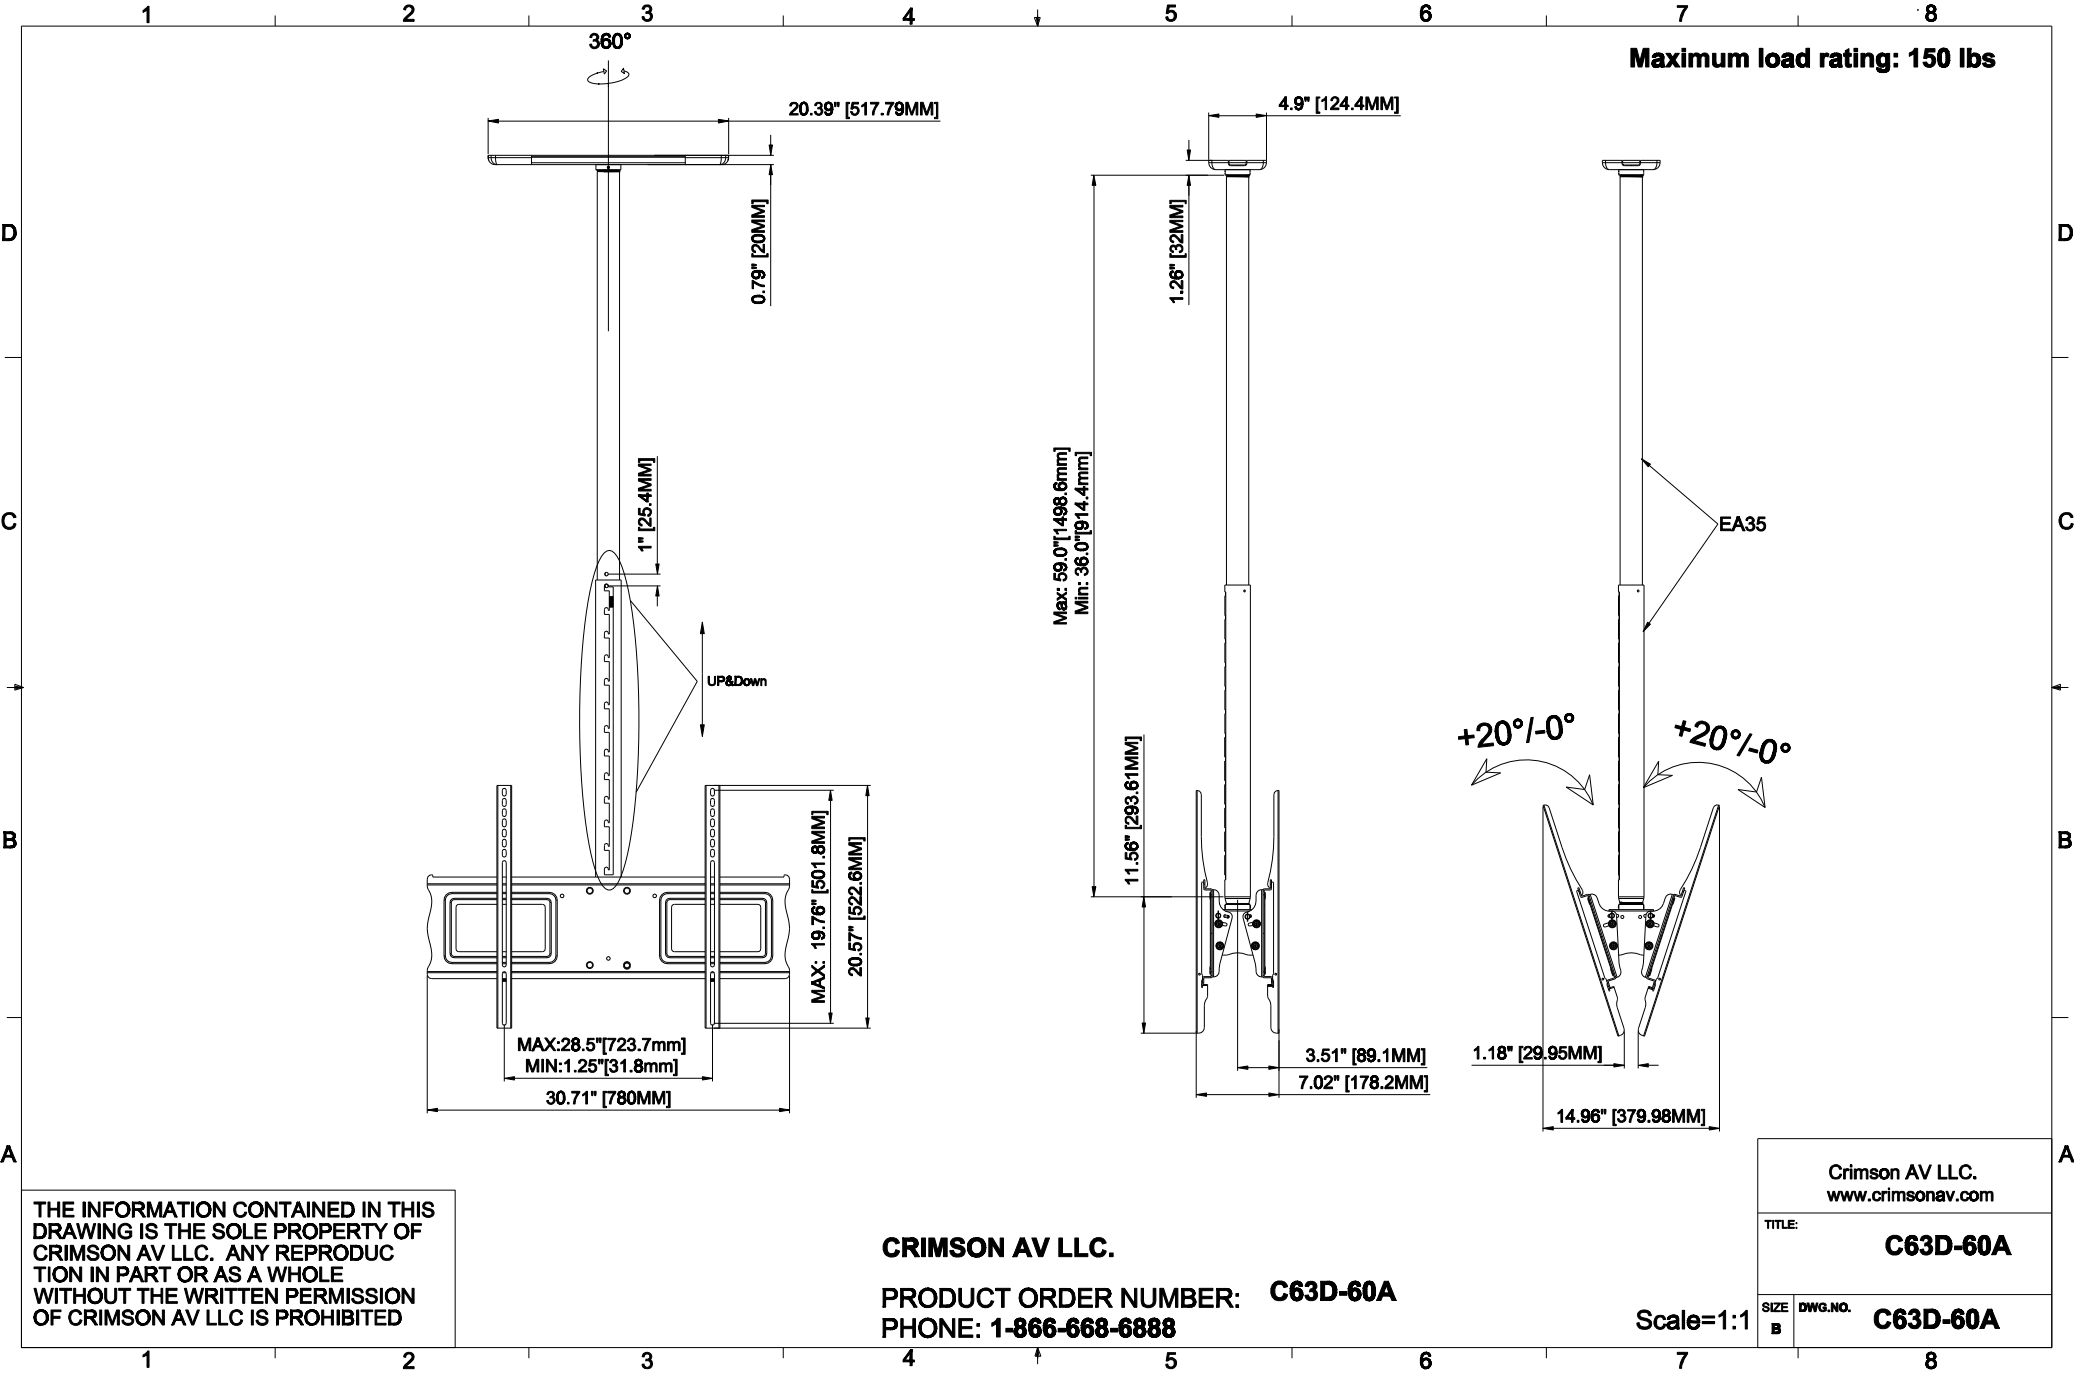 1 2 3 4 5 6 7 8
360°
Maximum load rating: 150 lbs
20.39" [517.79MM]
4.9" [124.4MM]
0.79" [20MM]
1.26" [32MM]
D D
1" [25.4MM]
Max: 59.0"[1498.6mm]
Min: 36.0"[914.4mm]
EA35
C C
UP&Down
+20°/-0°
+20°/-0°
11.56" [293.61MM]
MAX: 19.76" [501.8MM]
20.57" [522.6MM]
B B
MAX:28.5"[723.7mm]
MIN:1.25"[31.8mm]
30.71" [780MM]
3.51" [89.1MM]
7.02" [178.2MM]
1.18" [29.95MM]
14.96" [379.98MM]
A A
THE INFORMATION CONTAINED IN THIS
DRAWING IS THE SOLE PROPERTY OF
CRIMSON AV LLC. ANY REPRODUC
TION IN PART OR AS A WHOLE
WITHOUT THE WRITTEN PERMISSION
OF CRIMSON AV LLC IS PROHIBITED
CRIMSON AV LLC.
PRODUCT ORDER NUMBER: C63D-60A
PHONE: 1-866-668-6888
Scale=1:1
Crimson AV LLC.
www.crimsonav.com
TITLE:
C63D-60A
SIZE
B
DWG.NO.
C63D-60A
1 2 3 4 5 6 7 8